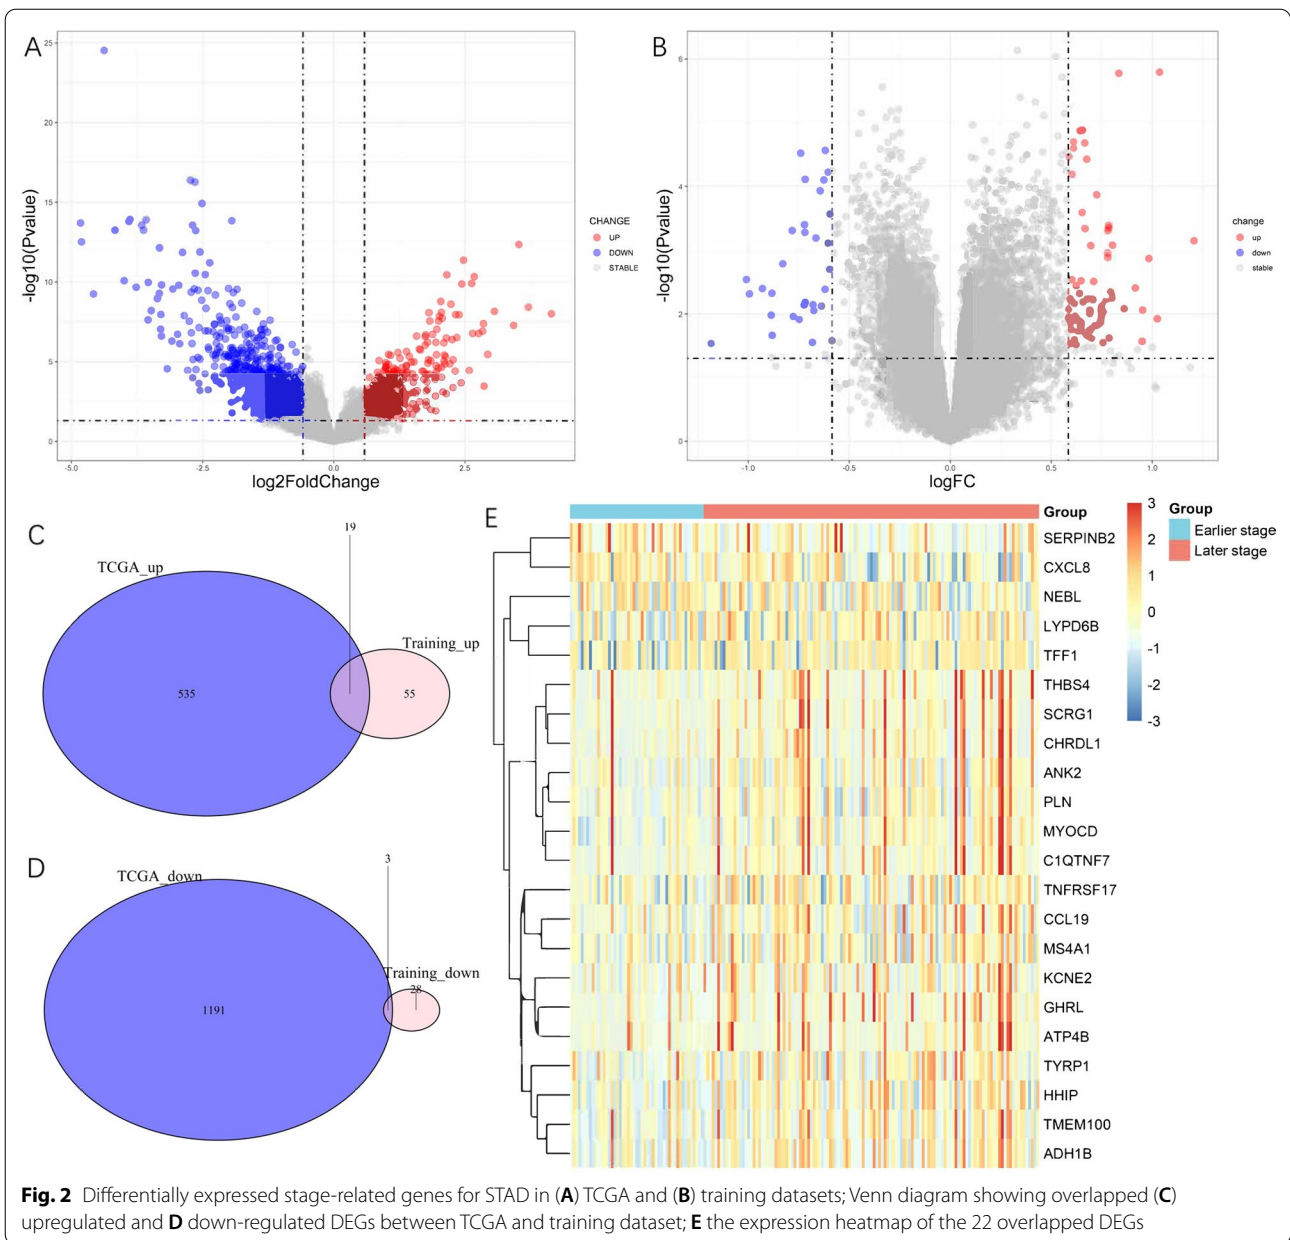 A
25
20
15
10
5
0
-log10(Pvalue)
-5.0
-2.5
0.0
2.5
log2FoldChange
CHANGE
UP
DOWN
STABLE
B
6
4
2
0
-log10(Pvalue)
-1.0
-0.5
0.0
0.5
1.0
logFC
change
up
down
stable
C
19
TCGA_up
Training_up
535
55
D
3
TCGA_down
Training_down
28
1191
E
Group
SERPINB2
CXCL8
NEBL
LYPD6B
TFF1
THBS4
SCRG1
CHRDL1
ANK2
PLN
MYOCD
C1QTNF7
TNFRSF17
CCL19
MS4A1
KCNE2
GHRL
ATP4B
TYRP1
HHIP
TMEM100
ADH1B
3
2
1
0
-1
-2
-3
Group
Earlier stage
Later stage
Fig. 2 Differentially expressed stage-related genes for STAD in (A) TCGA and (B) training datasets; Venn diagram showing overlapped (C)
upregulated and D down-regulated DEGs between TCGA and training dataset; E the expression heatmap of the 22 overlapped DEGs